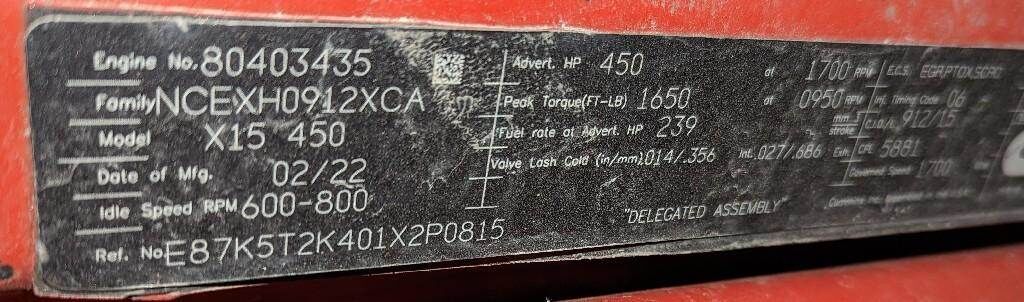 Engine No. 80403435
Family NCEXH0912XCA
Model X15 450
Date of Mfg. 02/22
Idle Speed RPM 600-800
Ref. No E87K5T2K401X2P0815
Advert. HP 450 at 1700 RPM
Peak Torque(FT-LB) 1650 at 0950 RPM
Fuel rate at Advert. HP 239 mm stroke
Valve Lash Cold (in/mm) .014/.356 Int. .027/.686 Exh.
"DELEGATED ASSEMBLY"
E.C.S. EGR,PTOX,SCRC
Inj. Timing Code 06
C.I.D./L. 912/15
CPL 5881
Governed Speed 1700